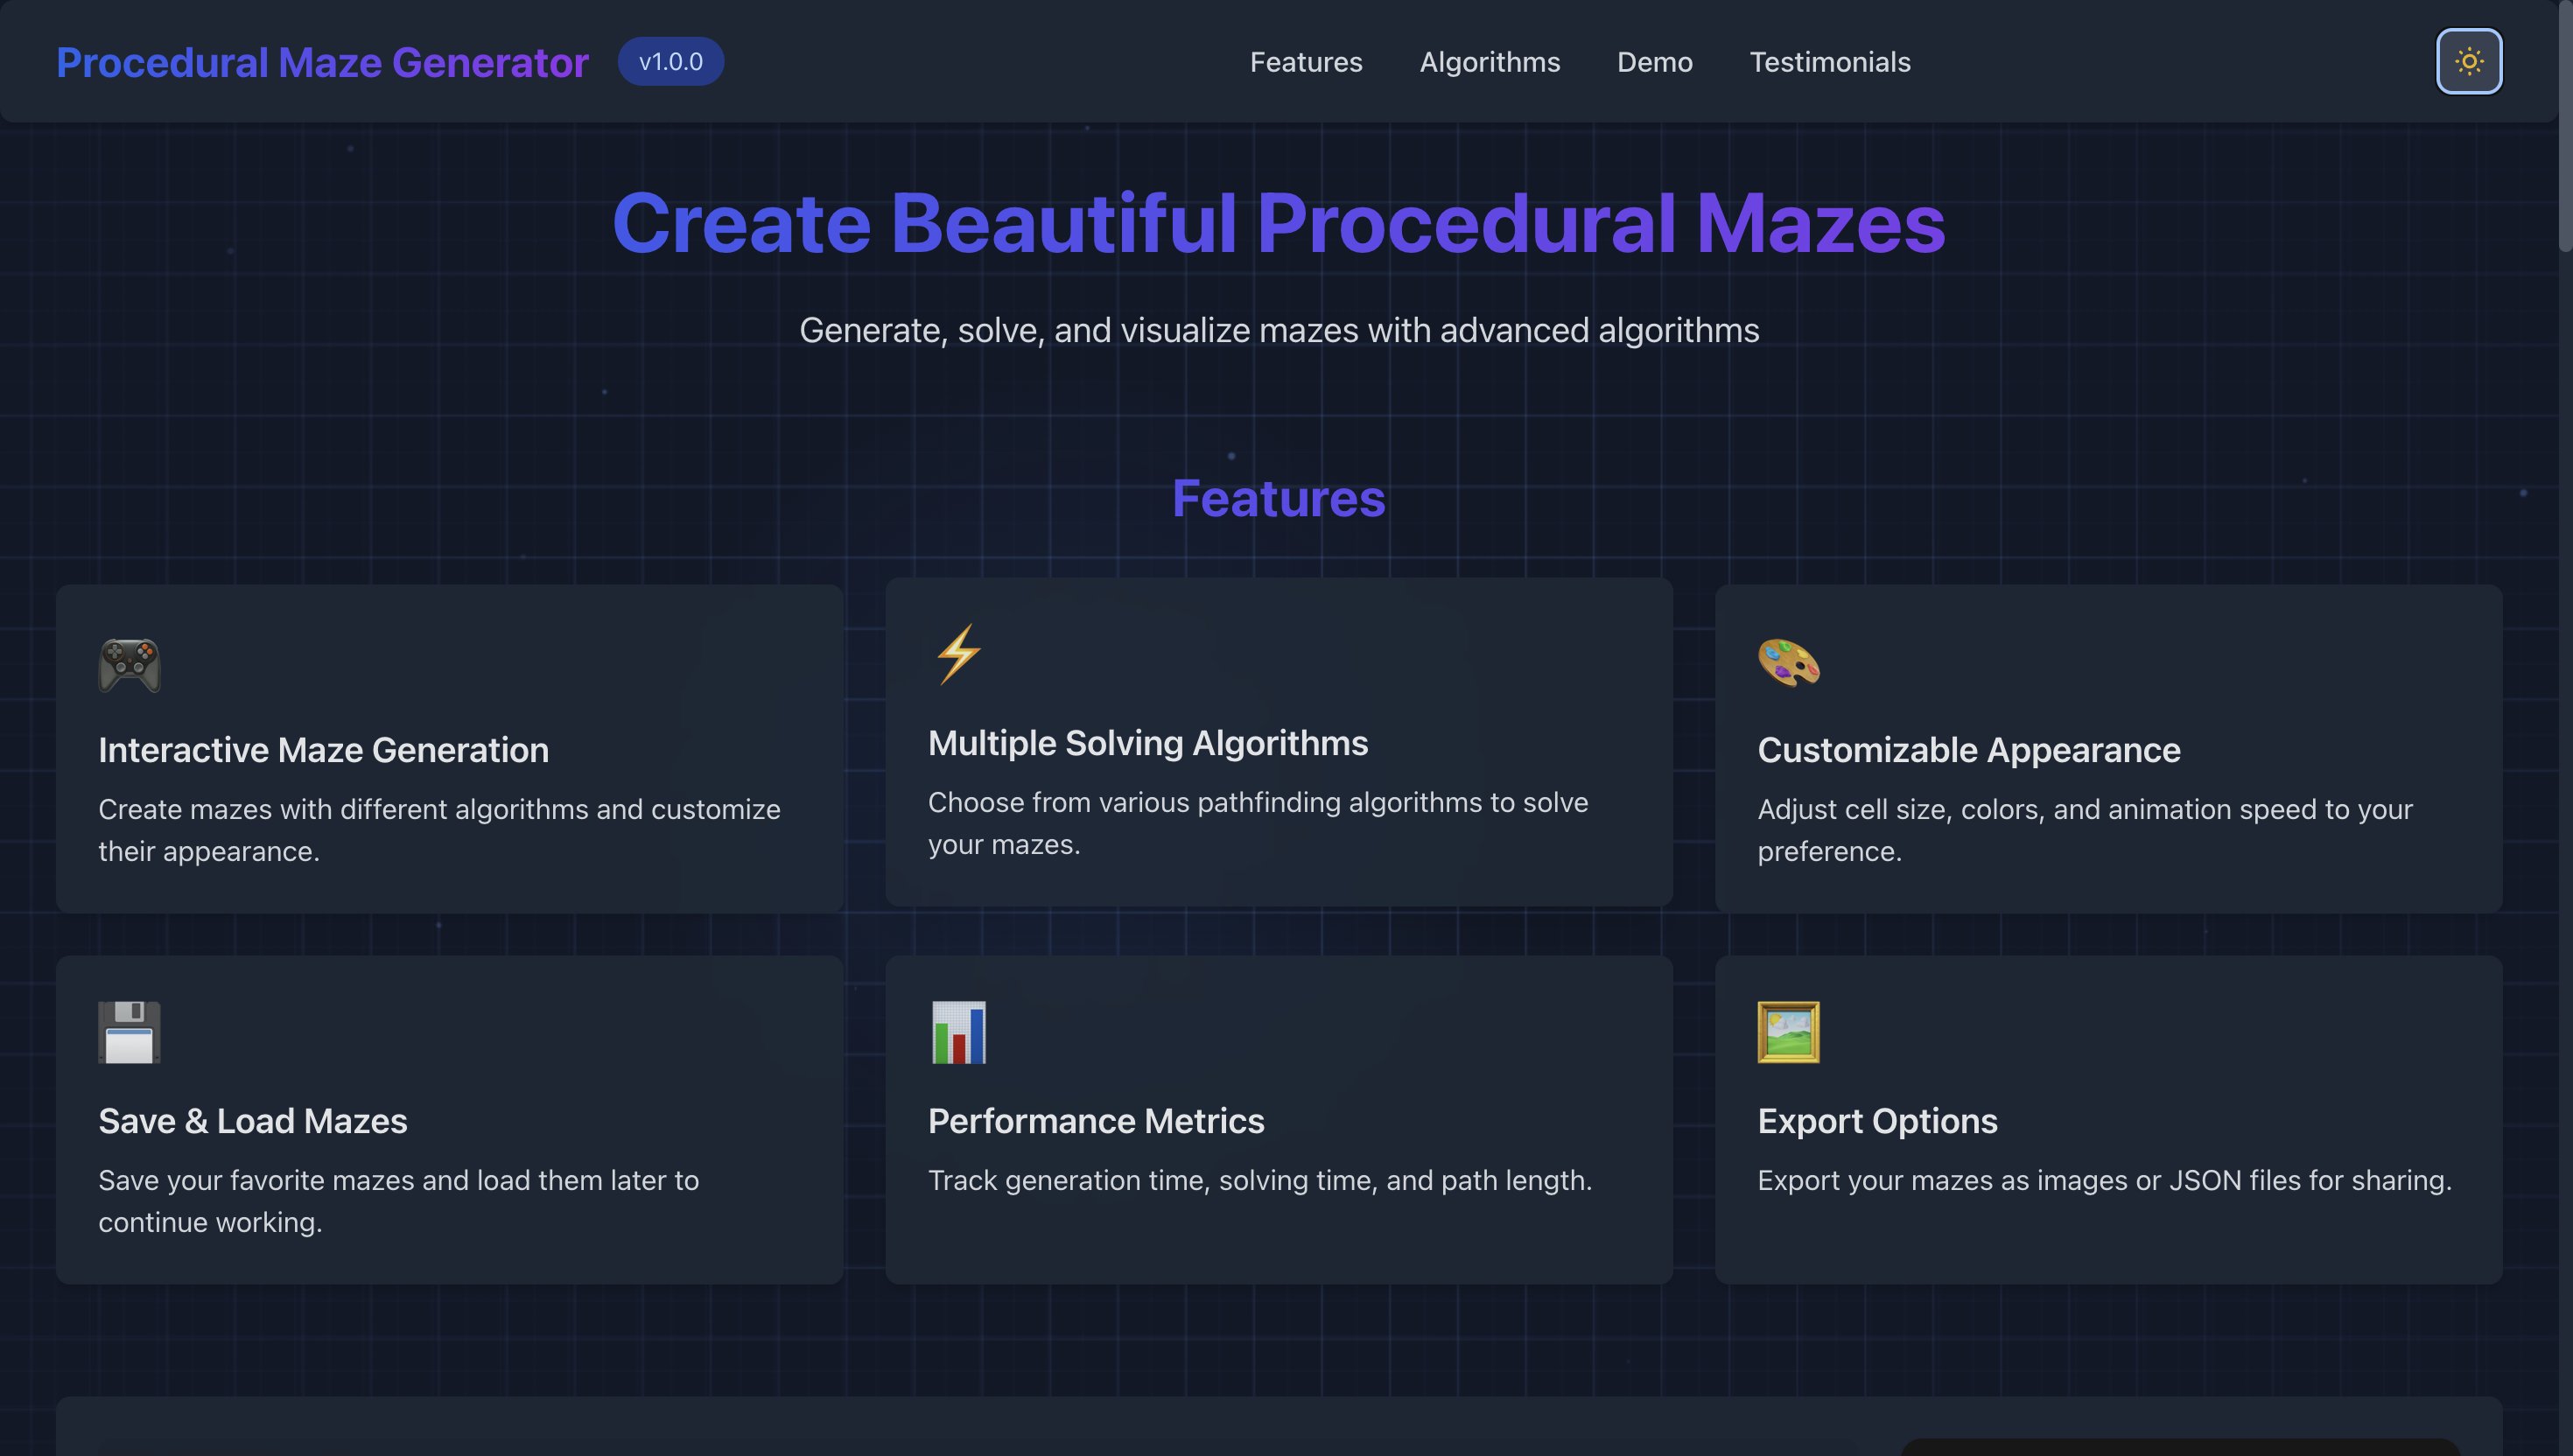 Procedural Maze Generator v1.0.0 Features Algorithms Demo Testimonials
Create Beautiful Procedural Mazes
Generate, solve, and visualize mazes with advanced algorithms
Features
Interactive Maze Generation
Create mazes with different algorithms and customize
their appearance.
Multiple Solving Algorithms
Choose from various pathfinding algorithms to solve
your mazes.
Customizable Appearance
Adjust cell size, colors, and animation speed to your
preference.
Save & Load Mazes
Save your favorite mazes and load them later to
continue working.
Performance Metrics
Track generation time, solving time, and path length.
Export Options
Export your mazes as images or JSON files for sharing.